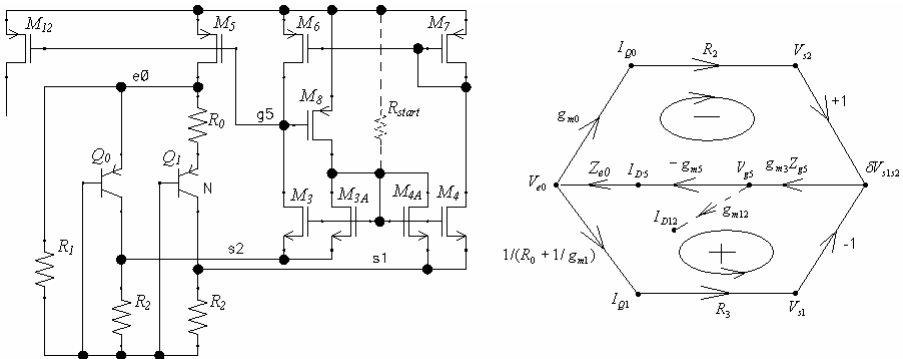 M12
M5
M6
M7
e0
g5
M8
Rstart
R0
Q0
Q1
N
M3
M3A
M4A
M4
s2
s1
R1
R2
R2
IQ0
R2
Vs2
gm0
−
+1
Ve0
Ze0
ID5
− gm5
Vg5
gm3Zg5
δVs1s2
ID12
gm12
1/(R0 + 1/gm1)
+
-1
IQ1
R3
Vs1